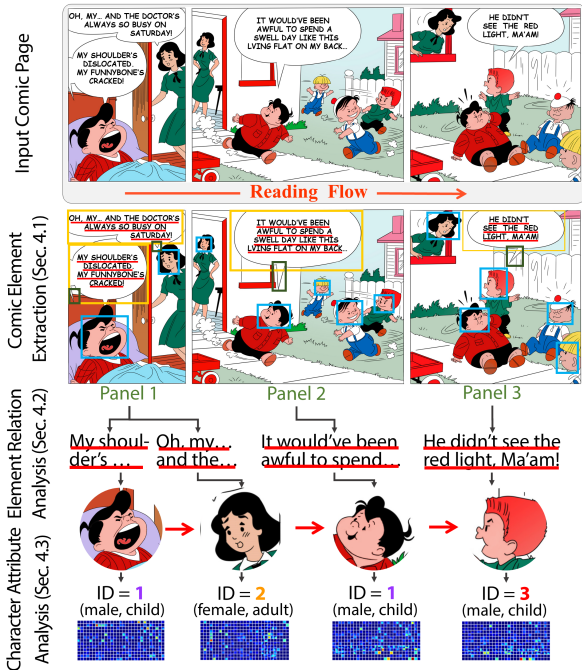 Input Comic Page
OH, MY... AND THE DOCTOR'S
ALWAYS SO BUSY ON
SATURDAY!
MY SHOULDER'S
DISLOCATED.
MY FUNNYBONE'S
CRACKED!
IT WOULD'VE BEEN
AWFUL TO SPEND A
SWELL DAY LIKE THIS
LVING FLAT ON MY BACK...
HE DIDN'T
SEE THE RED
LIGHT, MA'AM!
Reading Flow
Comic Element
Extraction (Sec. 4.1)
OH, MY... AND THE DOCTOR'S
ALWAYS SO BUSY ON
SATURDAY!
MY SHOULDER'S
DISLOCATED.
MY FUNNYBONE'S
CRACKED!
IT WOULD'VE BEEN
AWFUL TO SPEND A
SWELL DAY LIKE THIS
LVING FLAT ON MY BACK...
HE DIDN'T
SEE THE RED
LIGHT, MA'AM!
Panel 1
Panel 2
Panel 3
Element Relation
Analysis (Sec. 4.2)
My shoul-
der's ...
Oh, my...
and the...
It would've been
awful to spend...
He didn't see the
red light, Ma'am!
Character Attribute
Analysis (Sec. 4.3)
ID = 1
(male, child)
ID = 2
(female, adult)
ID = 1
(male, child)
ID = 3
(male, child)